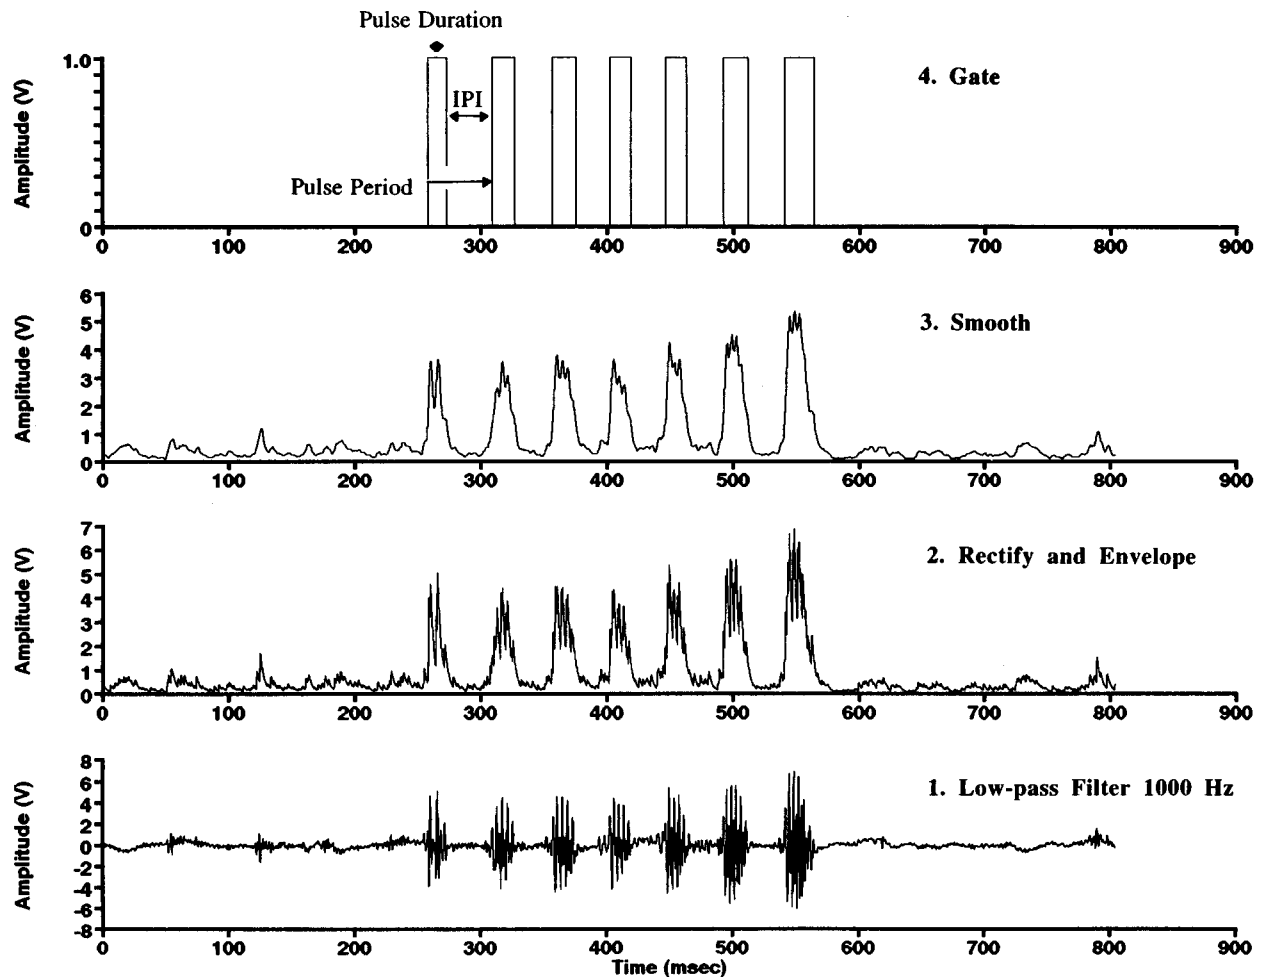 Pulse Duration
1.0
4. Gate
IPI
Amplitude (V)
Pulse Period
0
0 100 200 300 400 500 600 700 800 900
6
3. Smooth
5
4
Amplitude (V)
3
2
1
0
0 100 200 300 400 500 600 700 800 900
7
2. Rectify and Envelope
6
5
4
Amplitude (V)
3
2
1
0
0 100 200 300 400 500 600 700 800 900
8
1. Low-pass Filter 1000 Hz
6
4
2
Amplitude (V)
0
-2
-4
-6
-8
0 100 200 300 400 500 600 700 800 900
Time (msec)